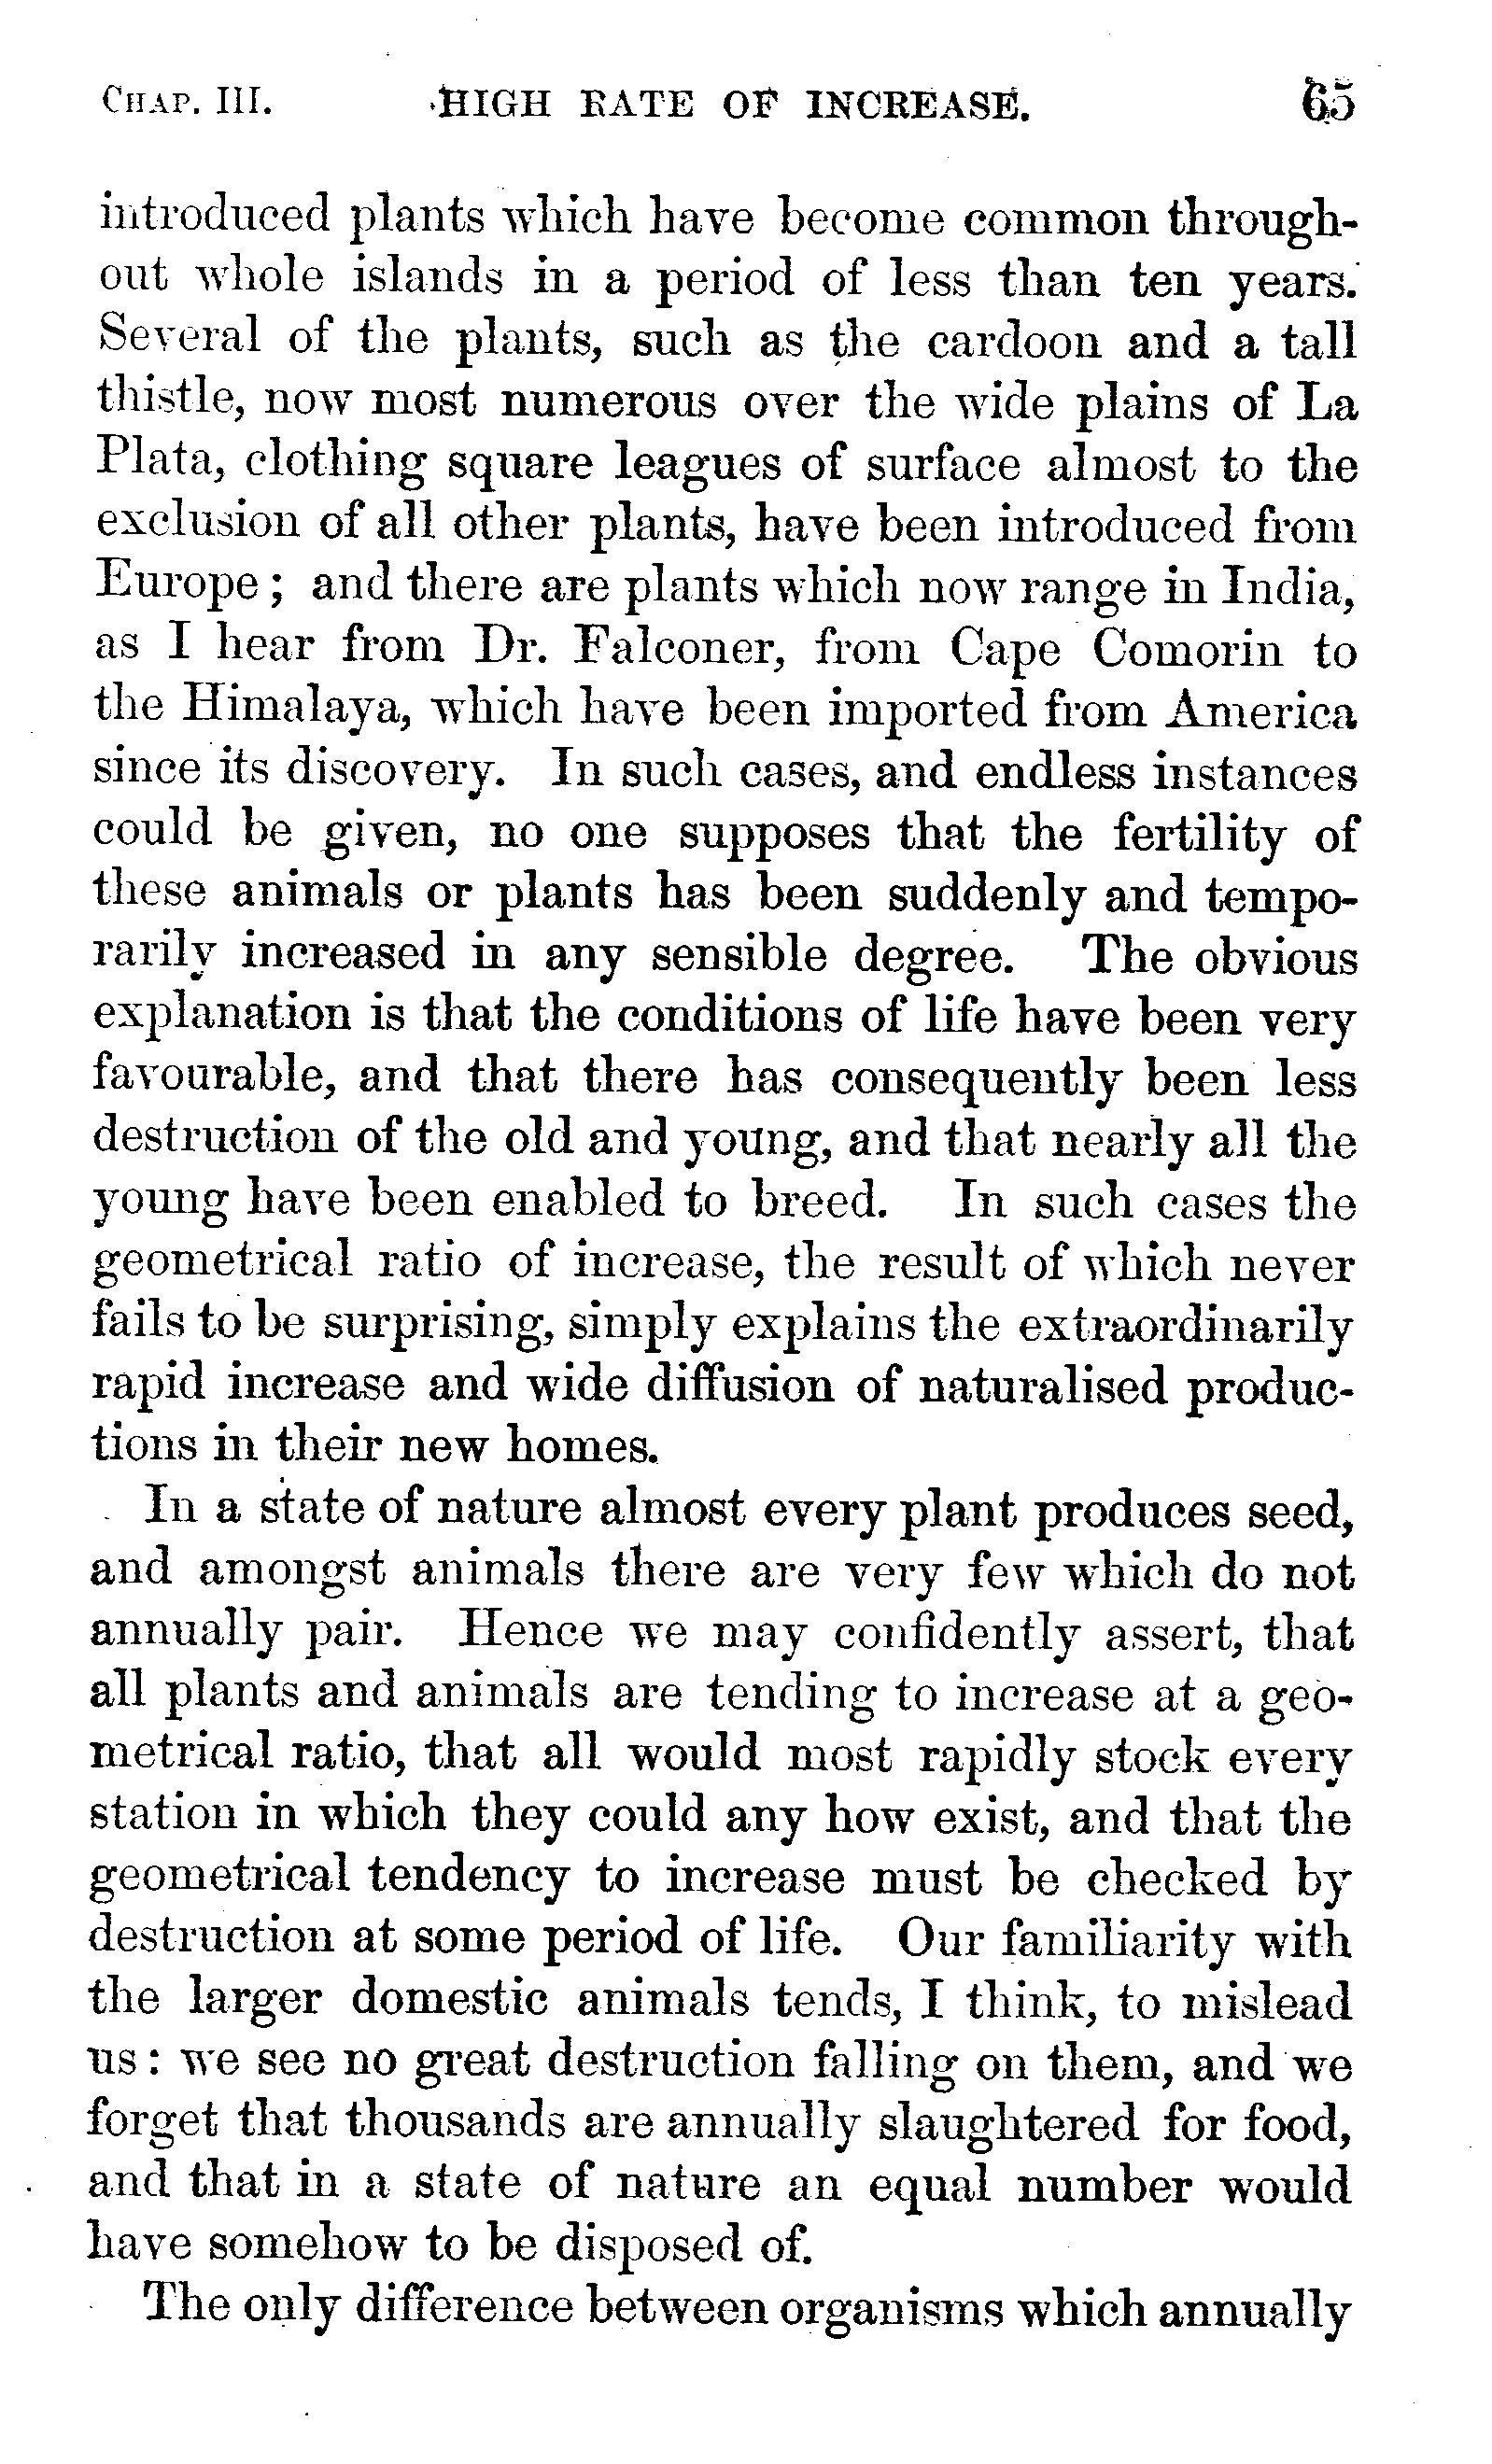 CHAP. III. HIGH RATE OF INCREASE. 65
introduced plants which have become common through-
out whole islands in a period of less than ten years.
Several of the plants, such as the cardoon and a tall
thistle, now most numerous over the wide plains of La
Plata, clothing square leagues of surface almost to the
exclusion of all other plants, have been introduced from
Europe; and there are plants which now range in India,
as I hear from Dr. Falconer, from Cape Comorin to
the Himalaya, which have been imported from America
since its discovery. In such cases, and endless instances
could be given, no one supposes that the fertility of
these animals or plants has been suddenly and tempo-
rarily increased in any sensible degree. The obvious
explanation is that the conditions of life have been very
favourable, and that there has consequently been less
destruction of the old and young, and that nearly all the
young have been enabled to breed. In such cases the
geometrical ratio of increase, the result of which never
fails to be surprising, simply explains the extraordinarily
rapid increase and wide diffusion of naturalised produc-
tions in their new homes.
In a state of nature almost every plant produces seed,
and amongst animals there are very few which do not
annually pair. Hence we may confidently assert, that
all plants and animals are tending to increase at a geo-
metrical ratio, that all would most rapidly stock every
station in which they could any how exist, and that the
geometrical tendency to increase must be checked by
destruction at some period of life. Our familiarity with
the larger domestic animals tends, I think, to mislead
us: we see no great destruction falling on them, and we
forget that thousands are annually slaughtered for food,
and that in a state of nature an equal number would
have somehow to be disposed of.
The only difference between organisms which annually